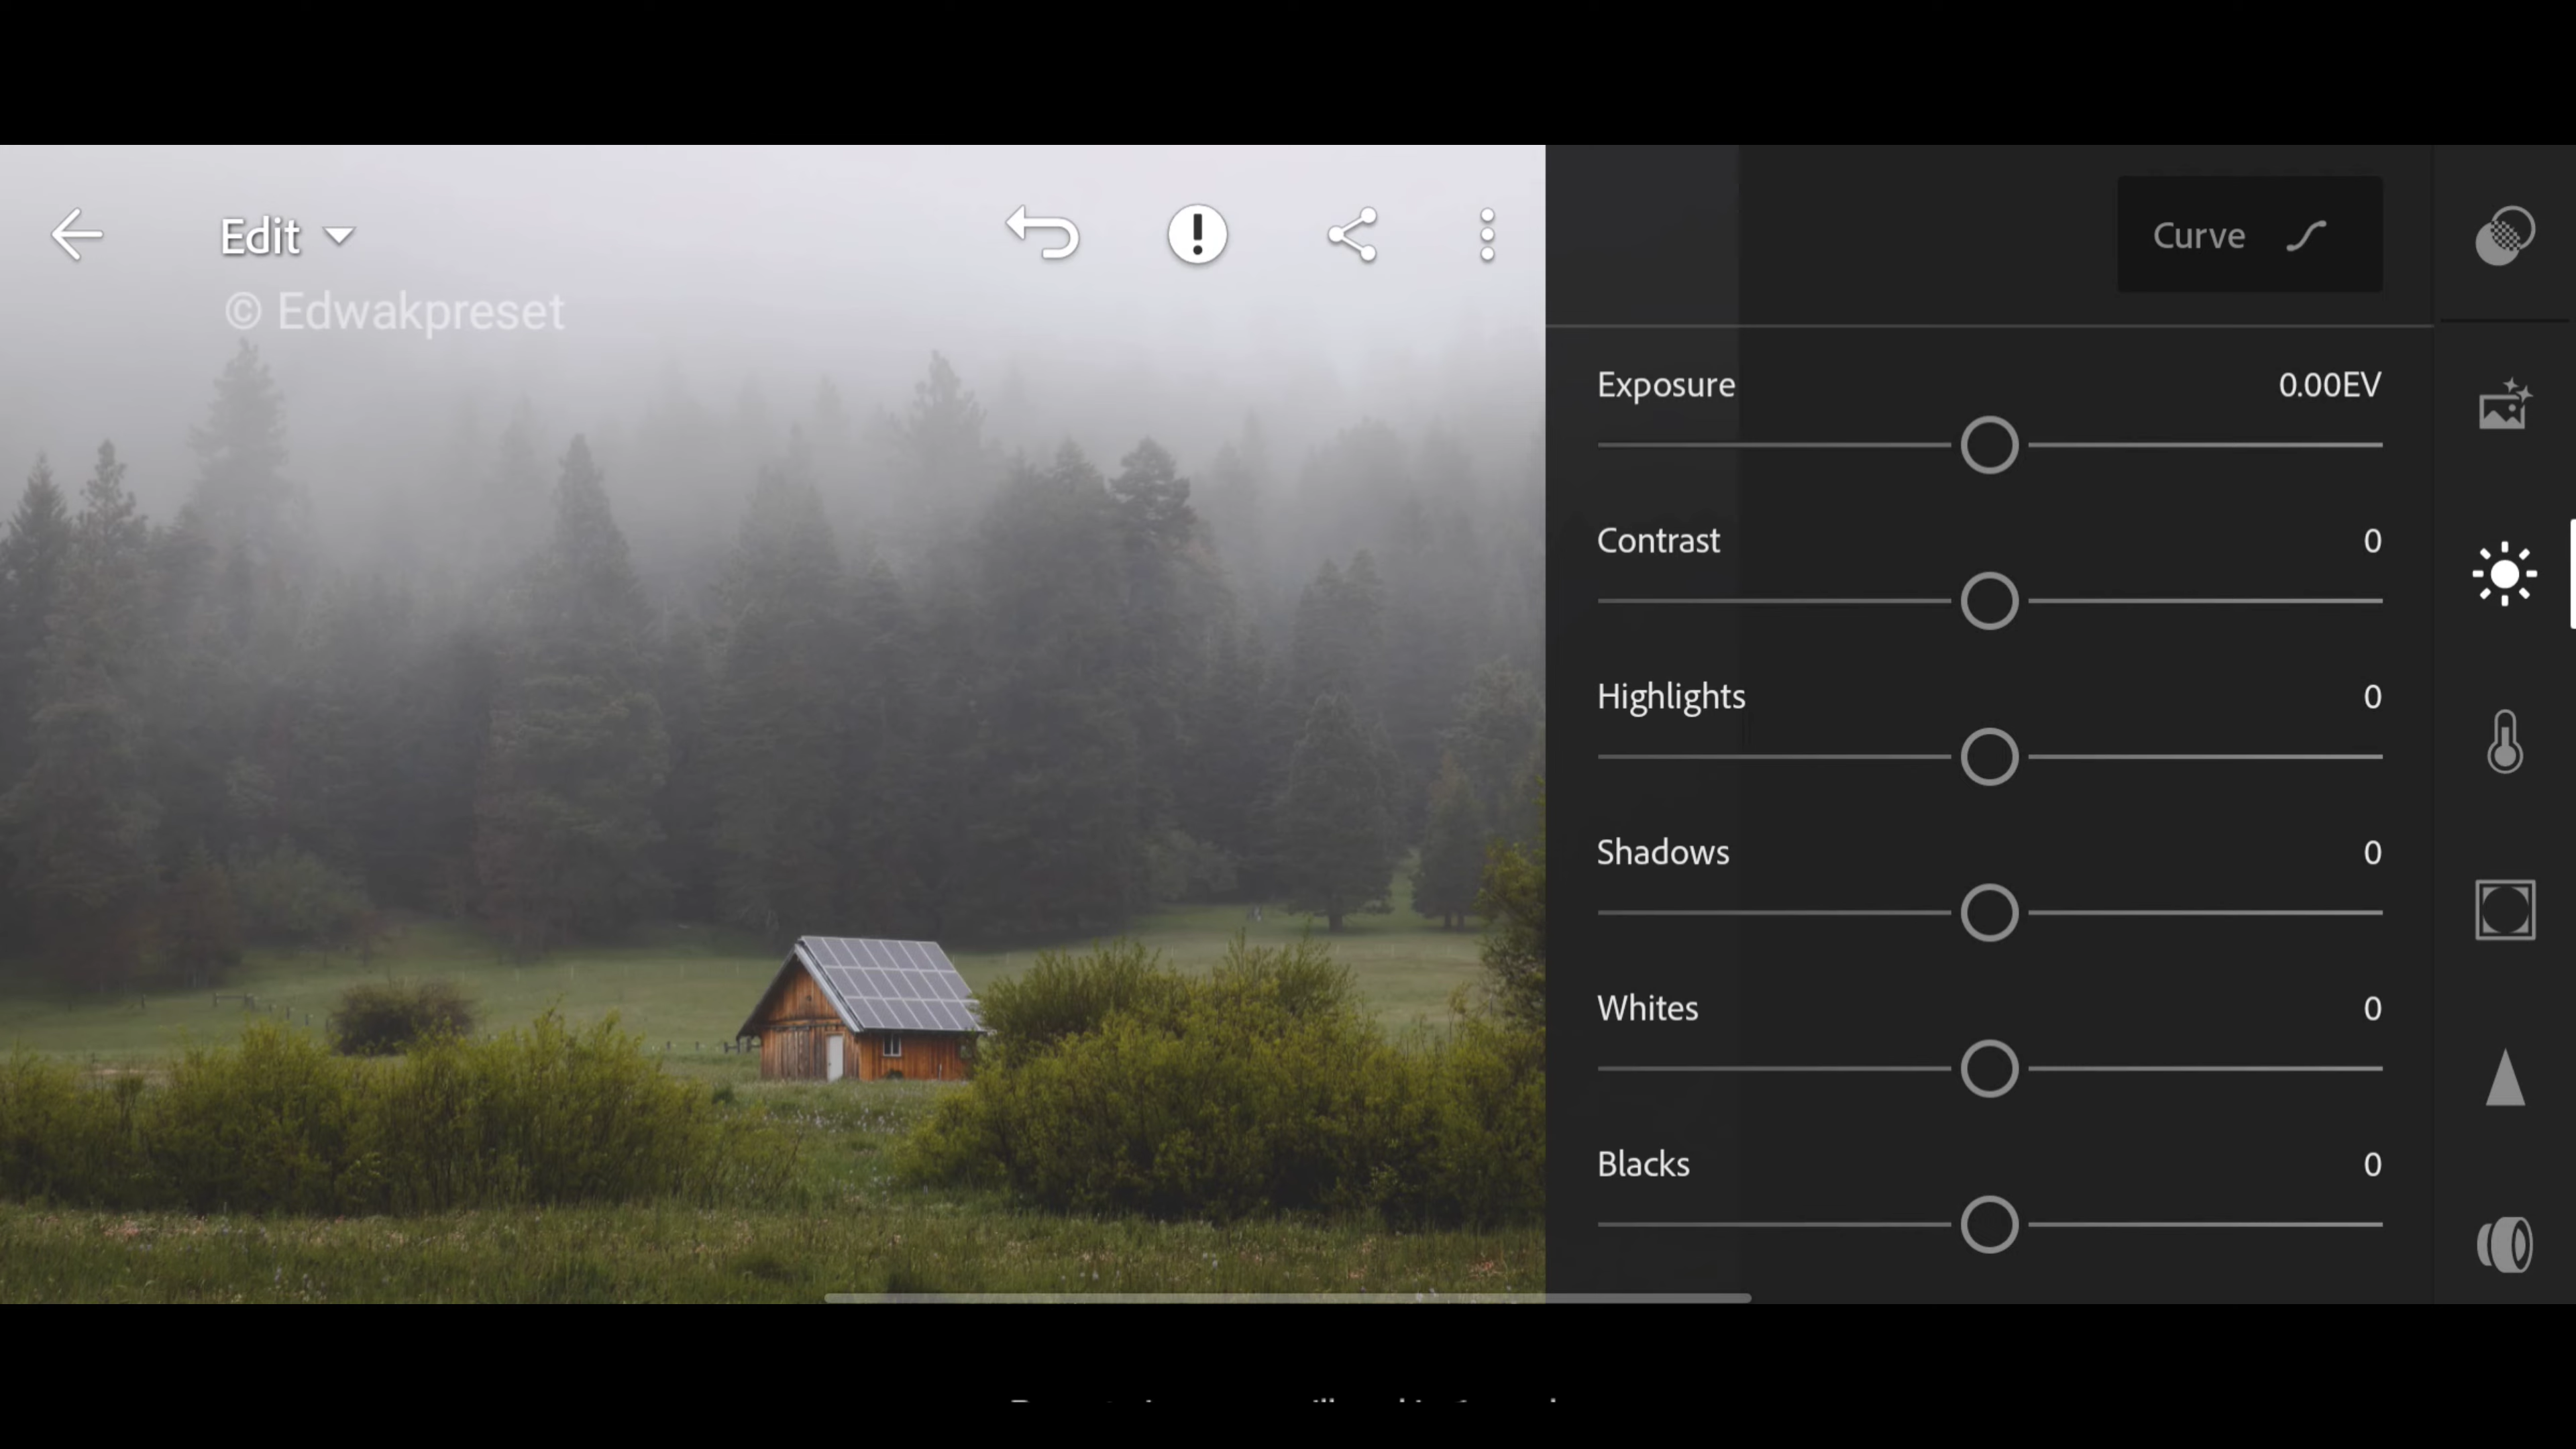 Edit
© Edwakpreset
Curve
Exposure 0.00EV
Contrast 0
Highlights 0
Shadows 0
Whites 0
Blacks 0